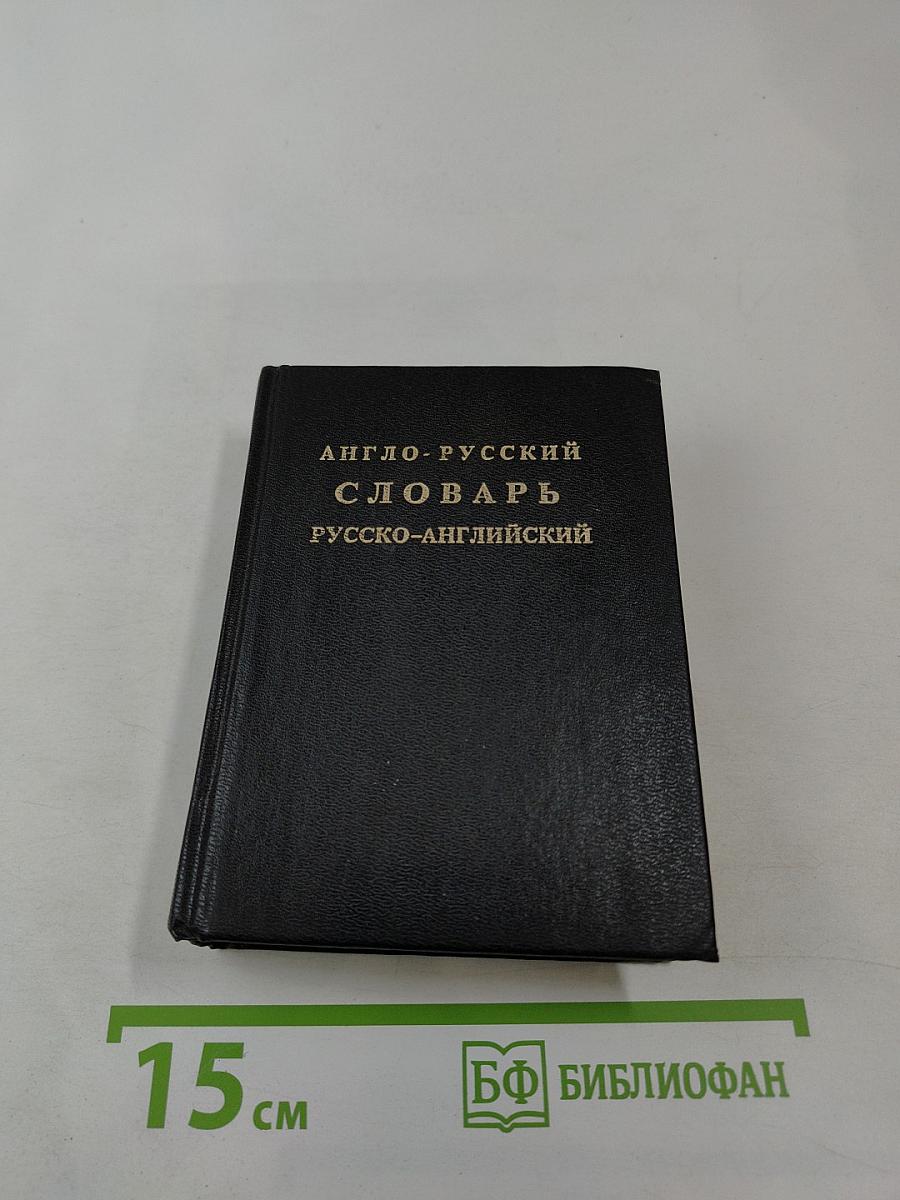 АНГЛО-РУССКИЙ
СЛОВАРЬ
РУССКО-АНГЛИЙСКИЙ
15 см
БФ БИБЛИОФАН